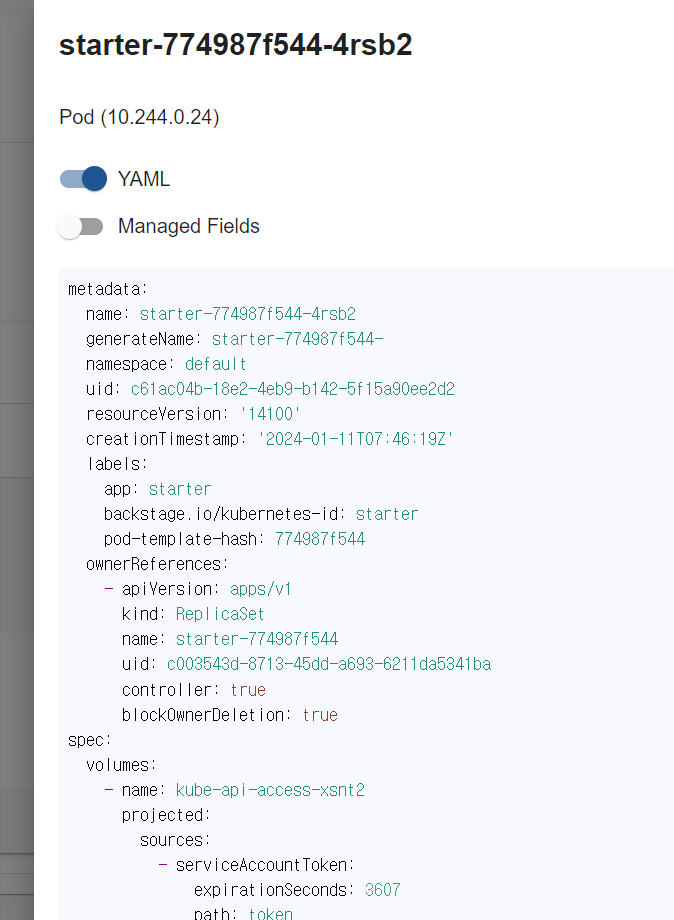 starter-774987f544-4rsb2
Pod (10.244.0.24)
YAML
Managed Fields
metadata:
  name: starter-774987f544-4rsb2
  generateName: starter-774987f544-
  namespace: default
  uid: c61ac04b-18e2-4eb9-b142-5f15a90ee2d2
  resourceVersion: '14100'
  creationTimestamp: '2024-01-11T07:46:19Z'
  labels:
    app: starter
    backstage.io/kubernetes-id: starter
    pod-template-hash: 774987f544
  ownerReferences:
    - apiVersion: apps/v1
      kind: ReplicaSet
      name: starter-774987f544
      uid: c003543d-8713-45dd-a693-6211da5341ba
      controller: true
      blockOwnerDeletion: true
spec:
  volumes:
    - name: kube-api-access-xsnt2
      projected:
        sources:
          - serviceAccountToken:
              expirationSeconds: 3607
              path: token